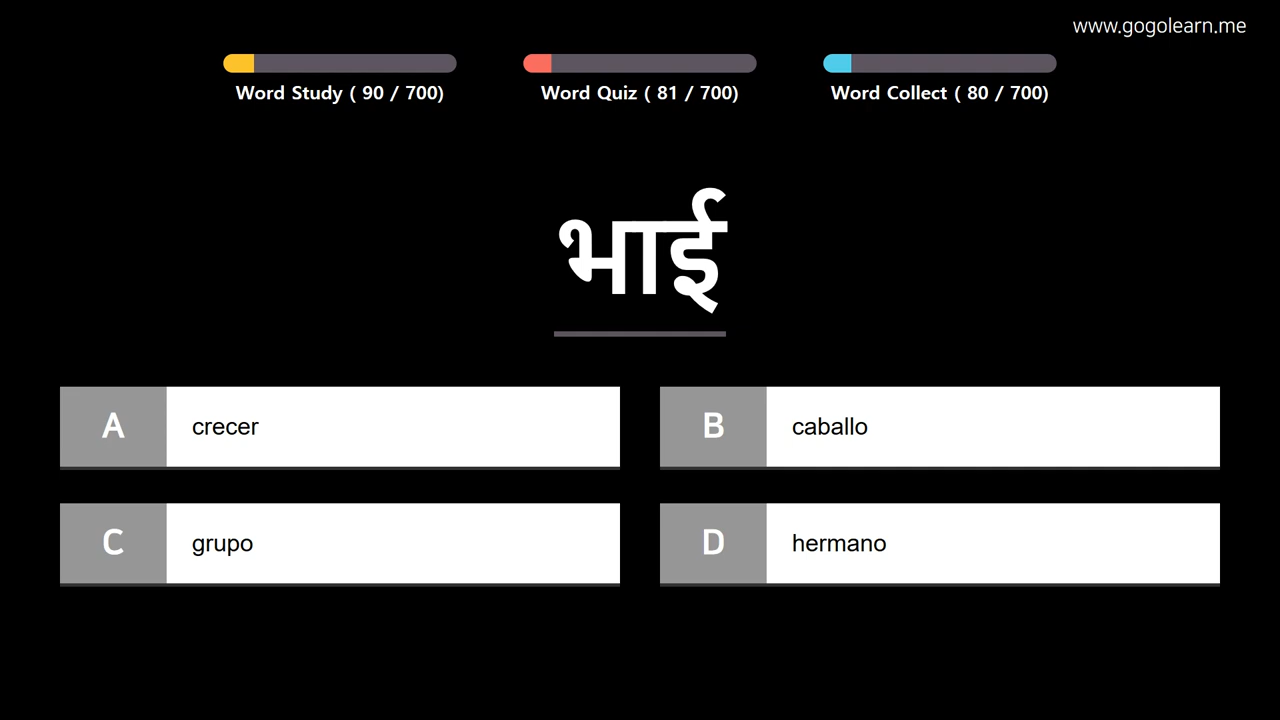 www.gogolearn.me
Word Study ( 90 / 700)
Word Quiz ( 81 / 700)
Word Collect ( 80 / 700)
भाई
A crecer
B caballo
C grupo
D hermano